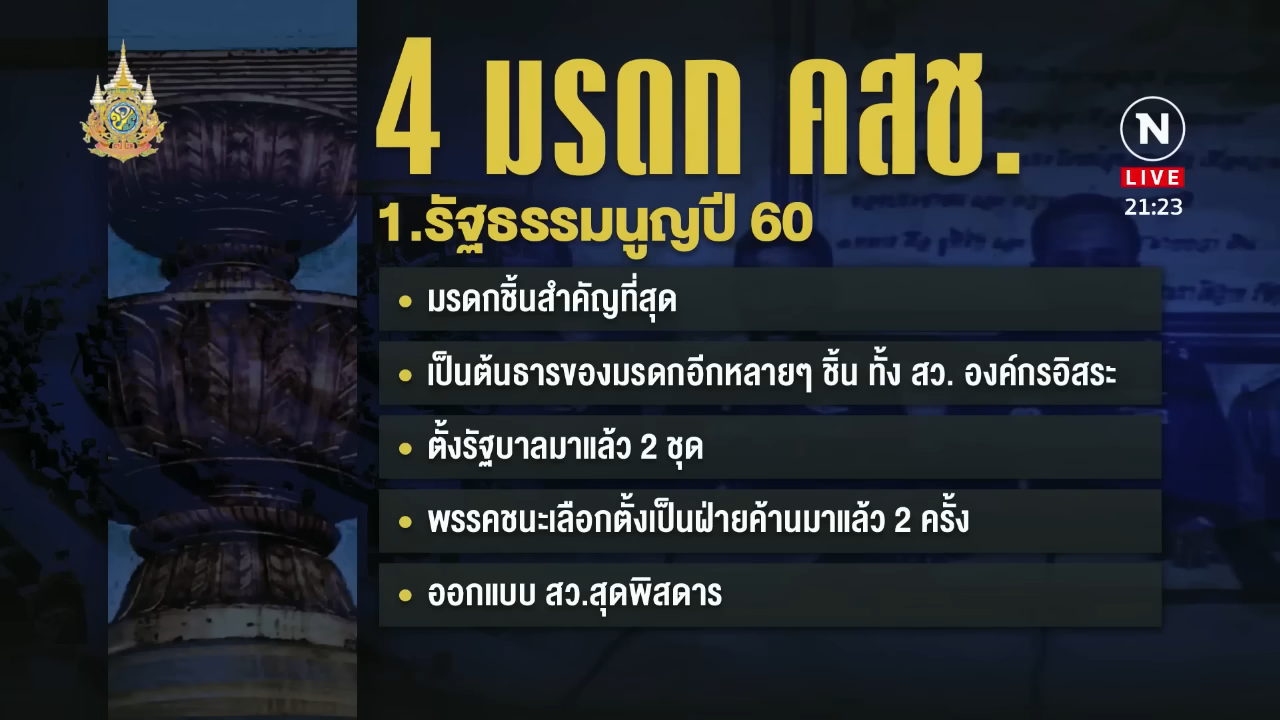 4 มรดก คสช.
N
LIVE
21:23
1.รัฐธรรมนูญปี 60
• มรดกชิ้นสำคัญที่สุด
• เป็นต้นธารของมรดกอีกหลายๆ ชิ้น ทั้ง สว. องค์กรอิสระ
• ตั้งรัฐบาลมาแล้ว 2 ชุด
• พรรคชนะเลือกตั้งเป็นฝ่ายค้านมาแล้ว 2 ครั้ง
• ออกแบบ สว.สุดพิสดาร